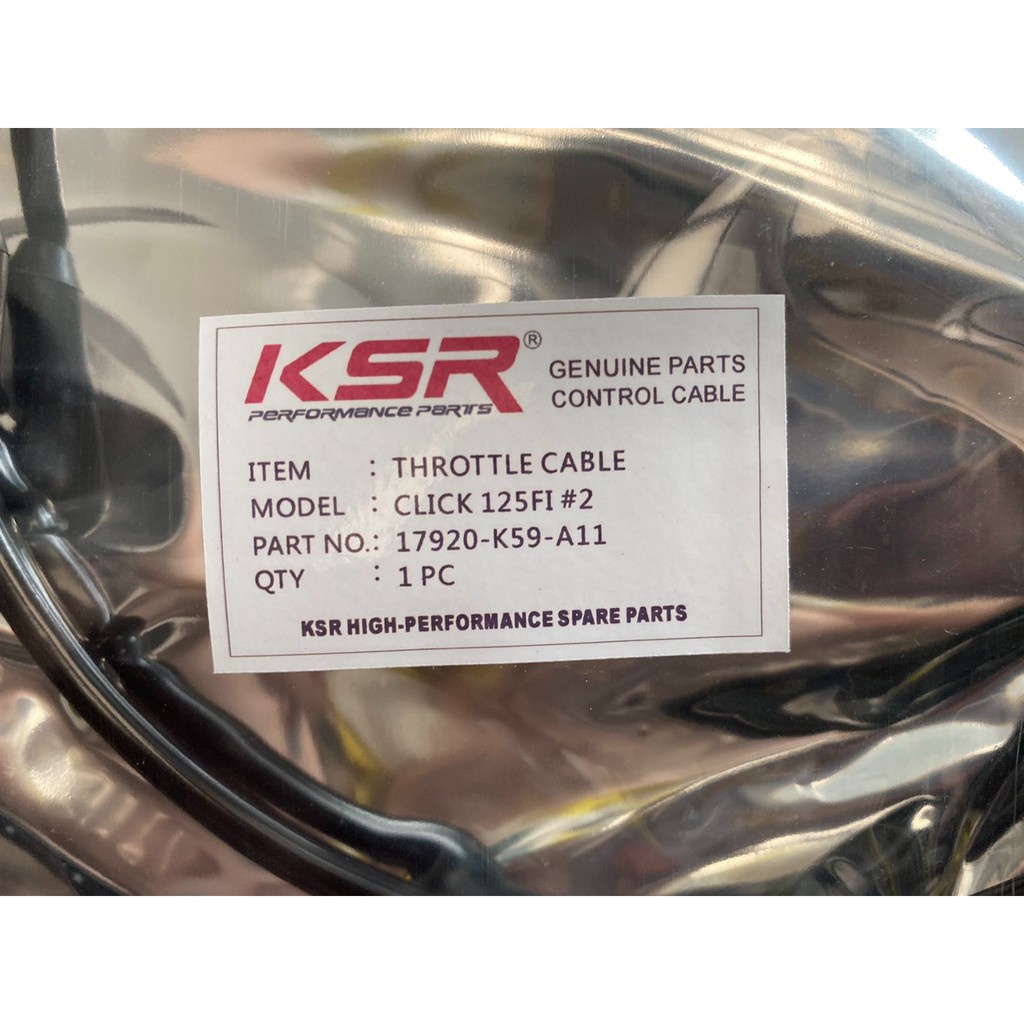 KSR®
PERFORMANCE PARTS
GENUINE PARTS
CONTROL CABLE
ITEM : THROTTLE CABLE
MODEL : CLICK 125FI #2
PART NO.: 17920-K59-A11
QTY : 1 PC
KSR HIGH-PERFORMANCE SPARE PARTS